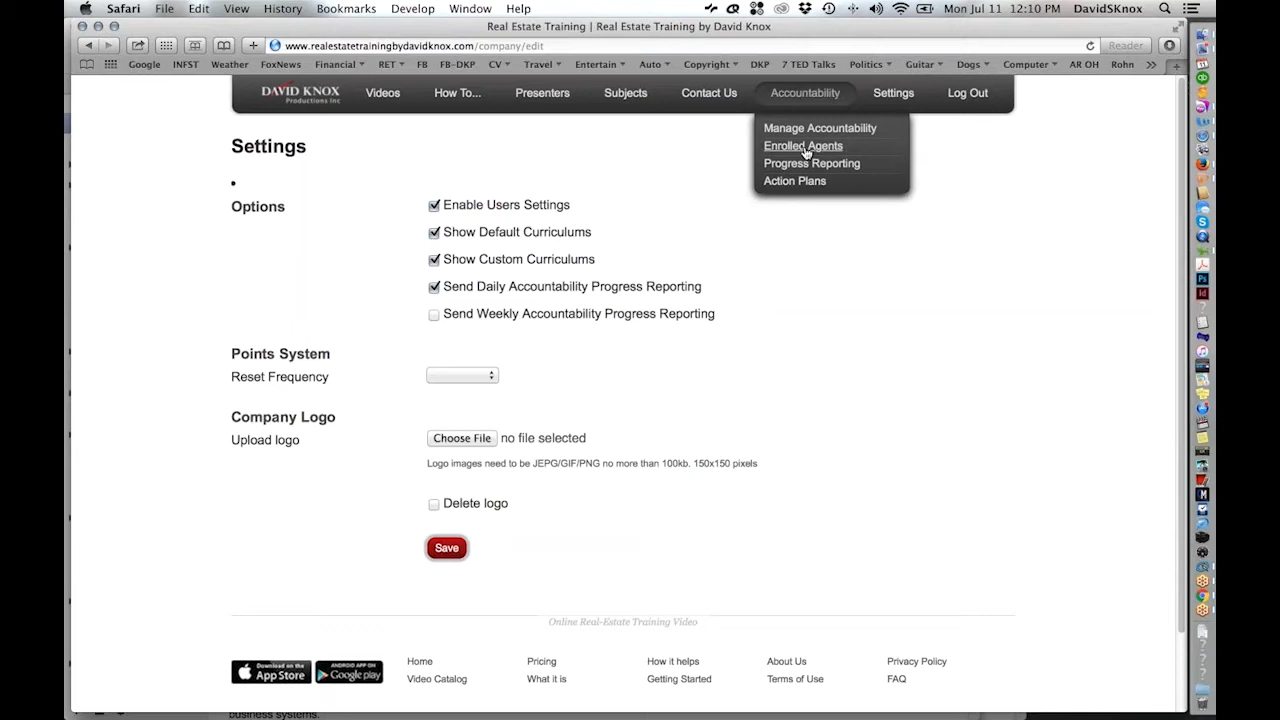 Safari File Edit View History Bookmarks Develop Window Help Mon Jul 11 12:10 PM DavidSKnox
Real Estate Training | Real Estate Training by David Knox
www.realestatetrainingbydavidknox.com/company/edit Reader
Google INFST Weather FoxNews Financial RET FB FB-DKP CV Travel Entertain Auto Copyright DKP 7 TED Talks Politics Guitar Dogs Computer AR OH Rohn
DAVID KNOX
Productions Inc
Videos How To... Presenters Subjects Contact Us Accountability Settings Log Out
Manage Accountability
Enrolled Agents
Progress Reporting
Action Plans
Settings
Options
Enable Users Settings
Show Default Curriculums
Show Custom Curriculums
Send Daily Accountability Progress Reporting
Send Weekly Accountability Progress Reporting
Points System
Reset Frequency
Company Logo
Upload logo
Choose File no file selected
Logo images need to be JEPG/GIF/PNG no more than 100kb. 150x150 pixels
Delete logo
Save
Online Real-Estate Training Video
Download on the
App Store
ANDROID APP ON
Google play
Home Pricing How it helps About Us Privacy Policy
Video Catalog What it is Getting Started Terms of Use FAQ
business systems.